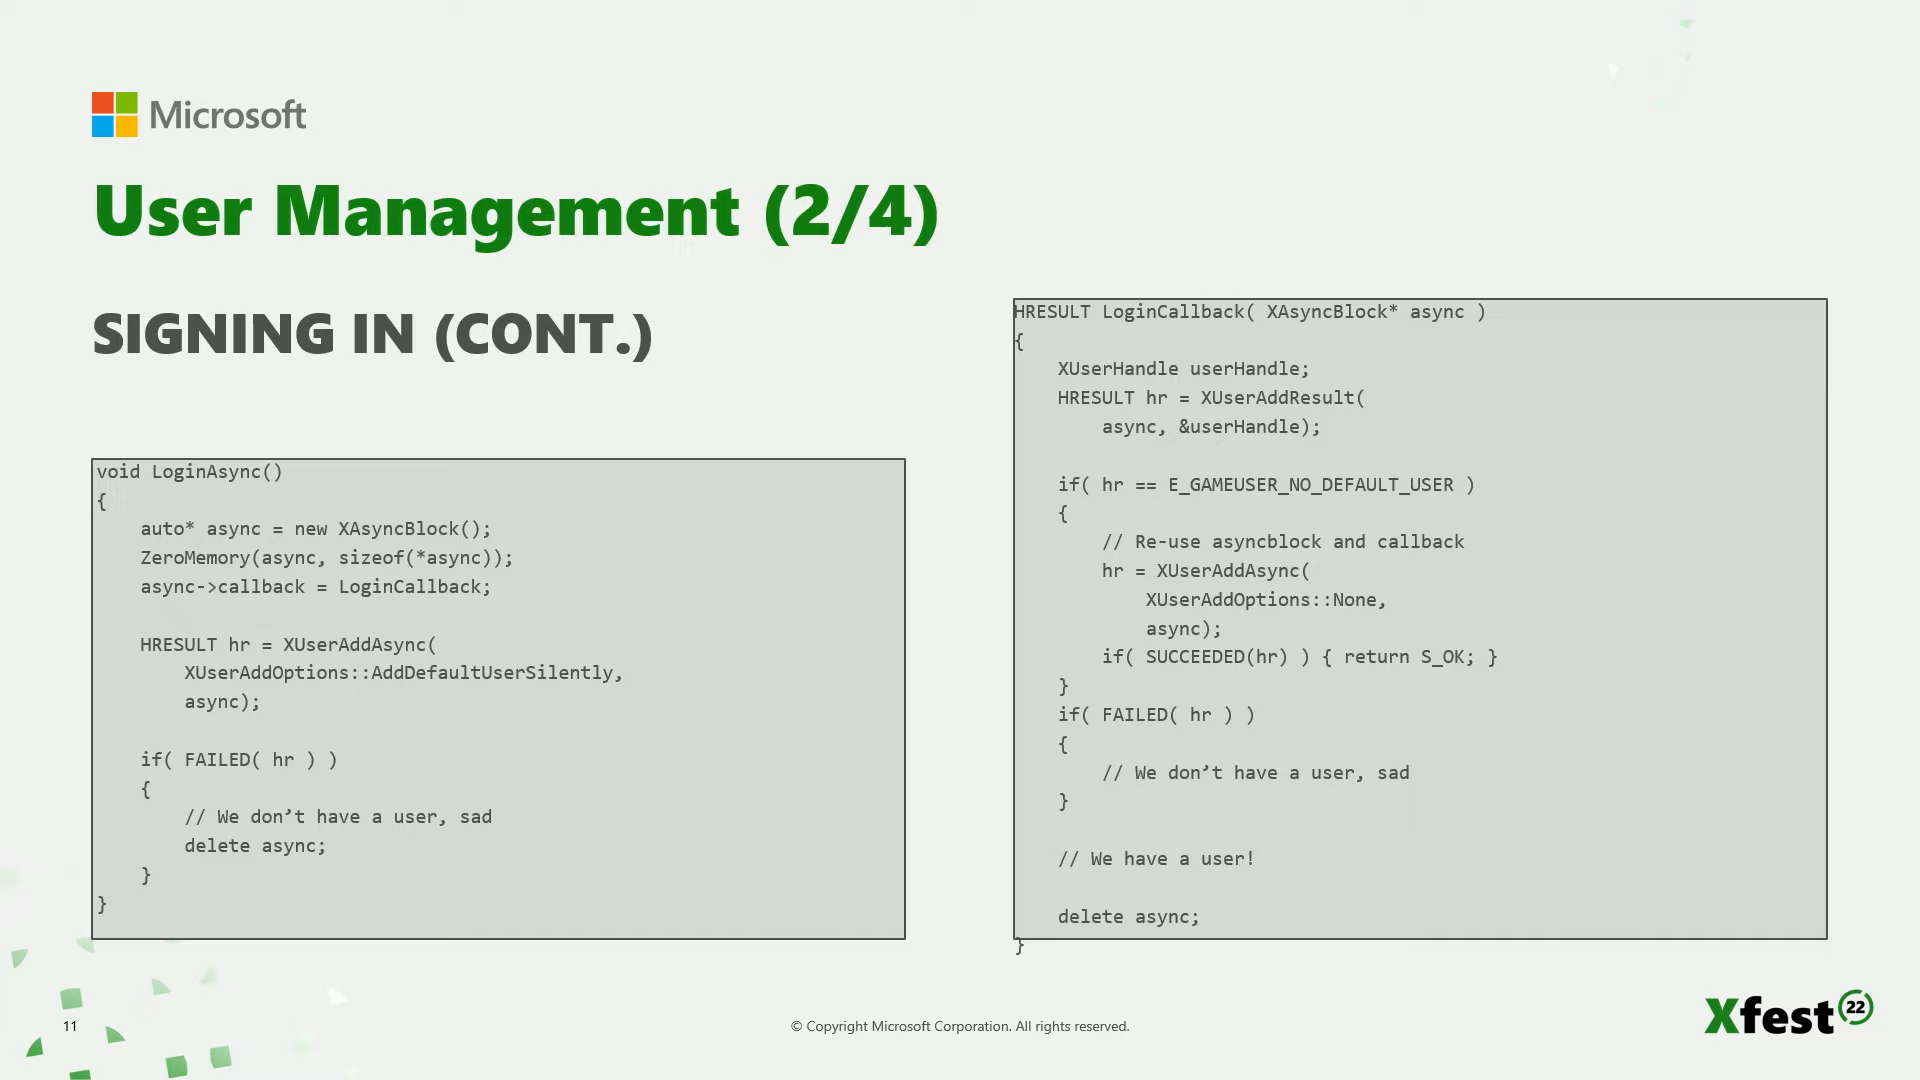 Microsoft
User Management (2/4)
SIGNING IN (CONT.)
void LoginAsync()
{
    auto* async = new XAsyncBlock();
    ZeroMemory(async, sizeof(*async));
    async->callback = LoginCallback;

    HRESULT hr = XUserAddAsync(
        XUserAddOptions::AddDefaultUserSilently,
        async);

    if( FAILED( hr ) )
    {
        // We don’t have a user, sad
        delete async;
    }
}
HRESULT LoginCallback( XAsyncBlock* async )
{
    XUserHandle userHandle;
    HRESULT hr = XUserAddResult(
        async, &userHandle);

    if( hr == E_GAMEUSER_NO_DEFAULT_USER )
    {
        // Re-use asyncblock and callback
        hr = XUserAddAsync(
            XUserAddOptions::None,
            async);
        if( SUCCEEDED(hr) ) { return S_OK; }
    }
    if( FAILED( hr ) )
    {
        // We don’t have a user, sad
    }

    // We have a user!

    delete async;
}
11
© Copyright Microsoft Corporation. All rights reserved.
Xfest 22